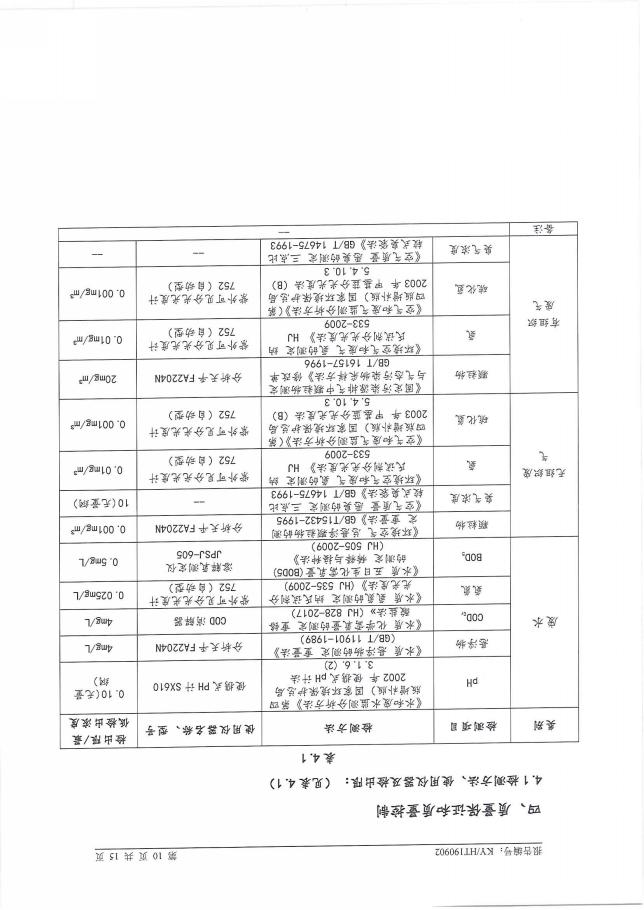 报告编号：KY/HT190902 第 10 页 共 15 页
四、质量保证和质量控制
4.1 检测方法、使用仪器及检出限：（见表 4.1）
表 4.1
类别 检测项目 检测方法 使用仪器名称、型号 检出限/最
低检出浓度
废水
pH
《水和废水监测分析方法》第四
版增补版）国家环境保护总局
2002 年 便携式 pH 计法
3.1.6.(2)
便携式 PH 计 SX610
0.10(无量
纲)
悬浮物
《水质 悬浮物的测定 重量法》
(GB/T 11901-1989)
分析天平 FA2204N
4mg/L
CODcr
《水质 化学需氧量的测定 重铬
酸盐法》(HJ 828-2017)
COD 消解器
4mg/L
氨氮
《水质 氨氮的测定 纳氏试剂分
光光度法》(HJ 535-2009)
紫外可见分光光度计
752（自动型）
0.025mg/L
BOD₅
《水质 五日生化需氧量(BOD5)
的测定 稀释与接种法》
(HJ 505-2009)
溶解氧测定仪
JPSJ-605
0.5mg/L
无组织废
气
颗粒物
《环境空气 总悬浮颗粒物的测
定 重量法》GB/T15432-1995
分析天平 FA2204N
0.001mg/m³
臭气浓度
《空气质量 恶臭的测定 三点比
较式臭袋法》GB/T 14675-1993
——
10(无量纲)
氨
《环境空气和废气 氨的测定 纳
氏试剂分光光度法》 HJ
533-2009
紫外可见分光光度计
752（自动型）
0.01mg/m³
硫化氢
《空气和废气监测分析方法》（第
四版增补版）国家环境保护总局
2003 年 甲基蓝分光光度法（B）
5.4.10.3
紫外可见分光光度计
752（自动型）
0.001mg/m³
有组织
废气
颗粒物
《固定污染源排气中颗粒物测定
与气态污染物采样方法》修改单
GB/T 16157-1996
分析天平 FA2204N
20mg/m³
氨
《环境空气和废气 氨的测定 纳
氏试剂分光光度法》 HJ
533-2009
紫外可见分光光度计
752（自动型）
0.01mg/m³
硫化氢
《空气和废气监测分析方法》（第
四版增补版）国家环境保护总局
2003 年 甲基蓝分光光度法（B）
5.4.10.3
紫外可见分光光度计
752（自动型）
0.001mg/m³
臭气浓度
《空气质量 恶臭的测定 三点比
较式臭袋法》GB/T 14675-1993
——
——
备注
——